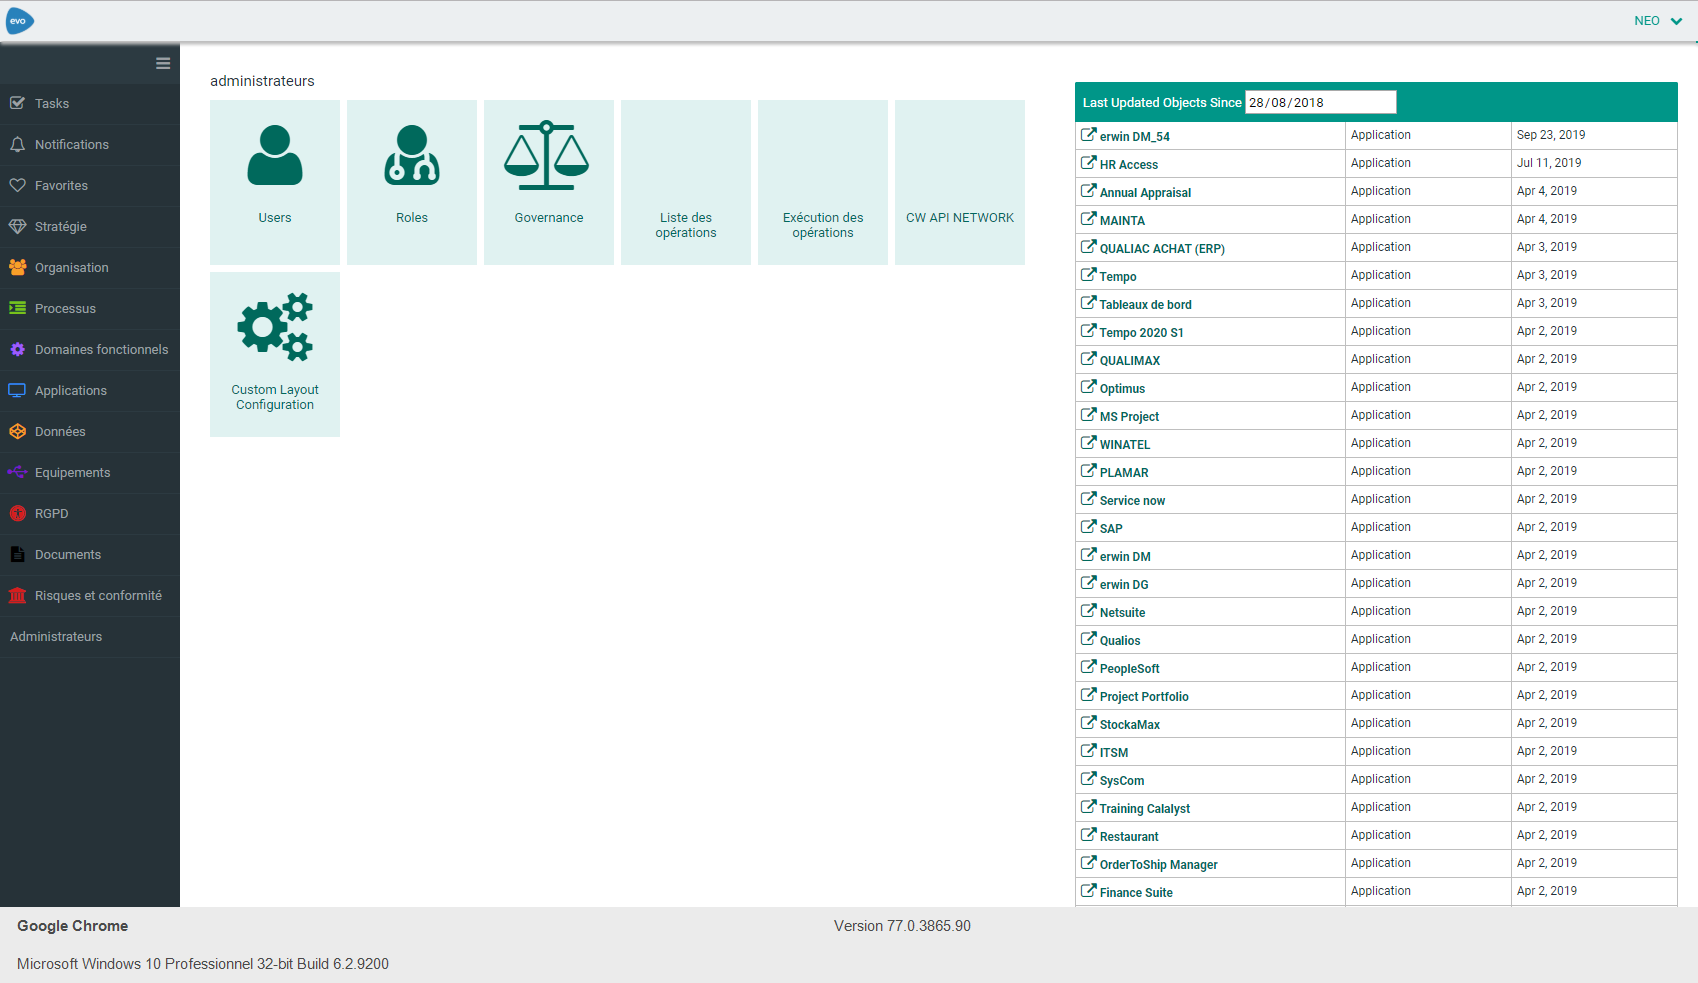 evo
NEO
Tasks
Notifications
Favorites
Stratégie
Organisation
Processus
Domaines fonctionnels
Applications
Données
Equipements
RGPD
Documents
Risques et conformité
Administrateurs
administrateurs
Users
Roles
Governance
Liste des
opérations
Exécution des
opérations
CW API NETWORK
Custom Layout
Configuration
Last Updated Objects Since 28/08/2018
erwin DM_54 Application Sep 23, 2019
HR Access Application Jul 11, 2019
Annual Appraisal Application Apr 4, 2019
MAINTA Application Apr 4, 2019
QUALIAC ACHAT (ERP) Application Apr 3, 2019
Tempo Application Apr 3, 2019
Tableaux de bord Application Apr 3, 2019
Tempo 2020 S1 Application Apr 2, 2019
QUALIMAX Application Apr 2, 2019
Optimus Application Apr 2, 2019
MS Project Application Apr 2, 2019
WINATEL Application Apr 2, 2019
PLAMAR Application Apr 2, 2019
Service now Application Apr 2, 2019
SAP Application Apr 2, 2019
erwin DM Application Apr 2, 2019
erwin DG Application Apr 2, 2019
Netsuite Application Apr 2, 2019
Qualios Application Apr 2, 2019
PeopleSoft Application Apr 2, 2019
Project Portfolio Application Apr 2, 2019
StockaMax Application Apr 2, 2019
ITSM Application Apr 2, 2019
SysCom Application Apr 2, 2019
Training Calalyst Application Apr 2, 2019
Restaurant Application Apr 2, 2019
OrderToShip Manager Application Apr 2, 2019
Finance Suite Application Apr 2, 2019
Google Chrome Version 77.0.3865.90
Microsoft Windows 10 Professionnel 32-bit Build 6.2.9200